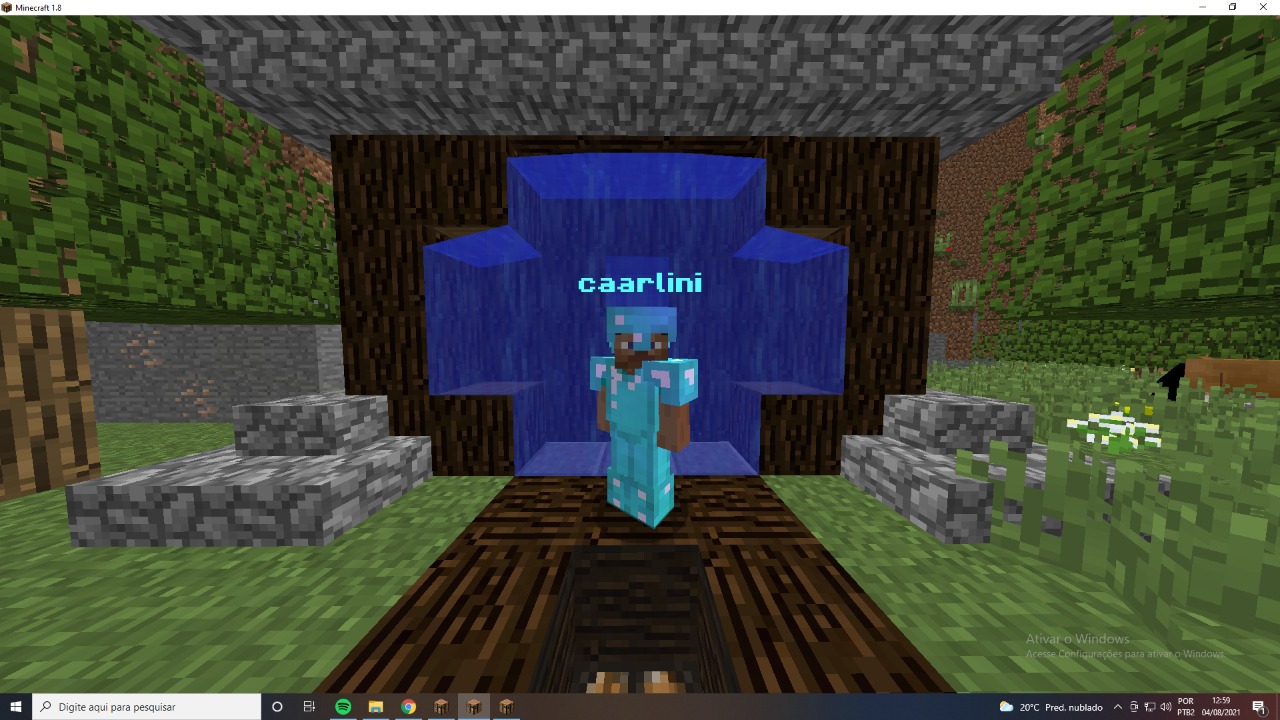 Minecraft 1.8
caarlini
Ativar o Windows
Acesse Configurações para ativar o Windows.
Digite aqui para pesquisar
20°C Pred. nublado
POR
PTB2
12:59
04/08/2021
1